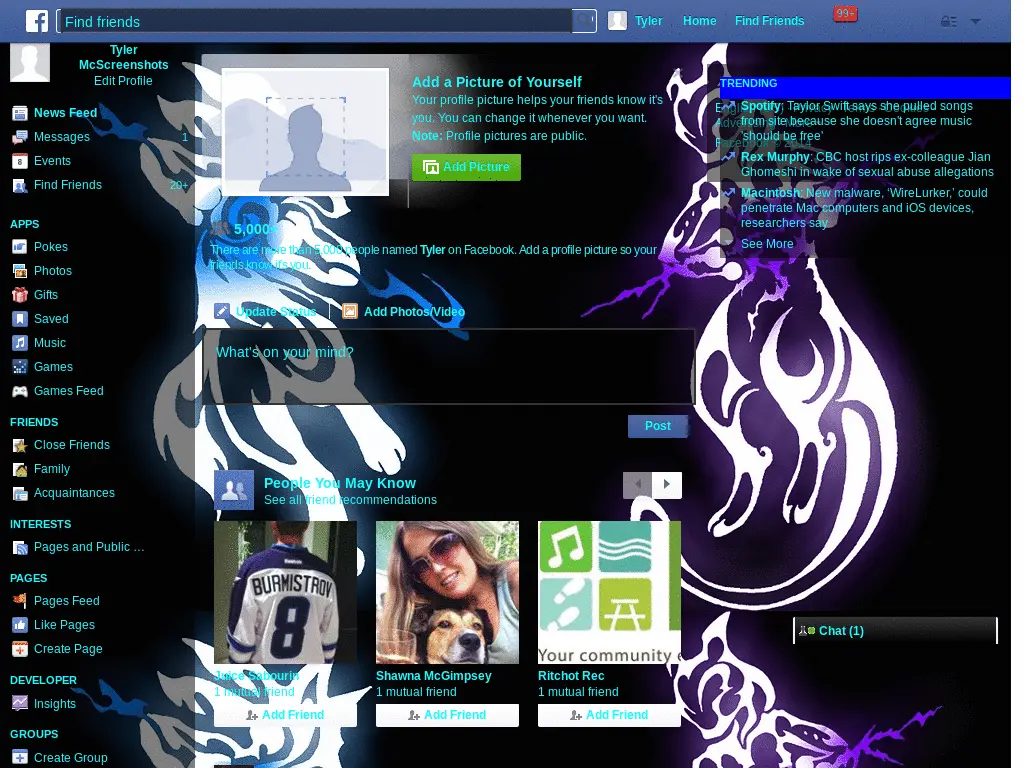 f
Find friends
Tyler
Home
Find Friends
99+
Tyler
McScreenshots
Edit Profile
News Feed
Messages 1
Events
Find Friends 20+
APPS
Pokes
Photos
Gifts
Saved
Music
Games
Games Feed
FRIENDS
Close Friends
Family
Acquaintances
INTERESTS
Pages and Public ...
PAGES
Pages Feed
Like Pages
Create Page
DEVELOPER
Insights
GROUPS
Create Group
Add a Picture of Yourself
Your profile picture helps your friends know it's
you. You can change it whenever you want.
Note: Profile pictures are public.
Add Picture
5,000+
There are more than 5,000 people named Tyler on Facebook. Add a profile picture so your
friends know it's you.
Update Status
Add Photos/Video
What's on your mind?
Post
People You May Know
See all friend recommendations
BURMISTROV
8
Your community
Juice Sabourin
1 mutual friend
Add Friend
Shawna McGimpsey
1 mutual friend
Add Friend
Ritchot Rec
1 mutual friend
Add Friend
TRENDING
Spotify: Taylor Swift says she pulled songs
from site because she doesn't agree music
'should be free'
Rex Murphy: CBC host rips ex-colleague Jian
Ghomeshi in wake of sexual abuse allegations
Macintosh: New malware, 'WireLurker,' could
penetrate Mac computers and iOS devices,
researchers say
See More
Facebook © 2014
Chat (1)